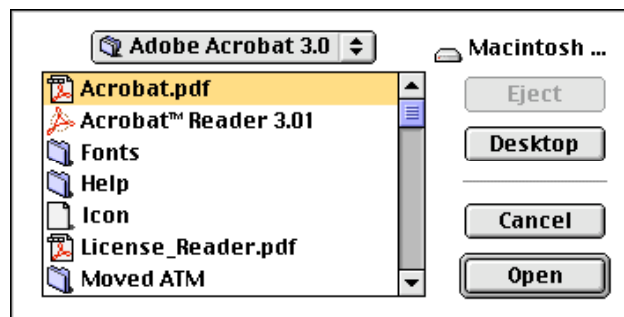 Adobe Acrobat 3.0
Macintosh ...
Acrobat.pdf
Acrobat™ Reader 3.01
Fonts
Help
Icon
License_Reader.pdf
Moved ATM
Eject
Desktop
Cancel
Open